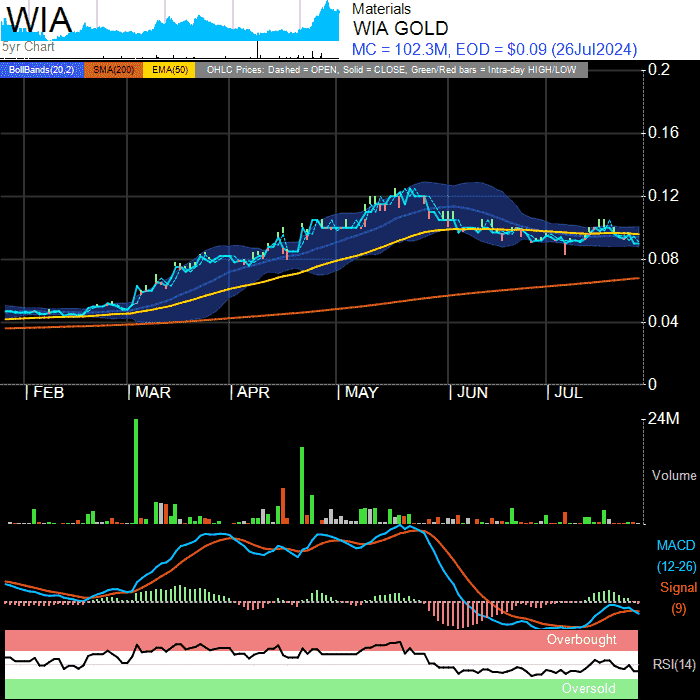 WIA
5yr Chart
Materials
WIA GOLD
MC = 102.3M, EOD = $0.09 (26Jul2024)
BollBands(20,2) SMA(200) EMA(50) OHLC Prices: Dashed = OPEN, Solid = CLOSE, Green/Red bars = Intra-day HIGH/LOW
0.2
0.16
0.12
0.08
0.04
0
| FEB | MAR | APR | MAY | JUN | JUL
24M
Volume
MACD
(12-26)
Signal
(9)
Overbought
RSI(14)
Oversold